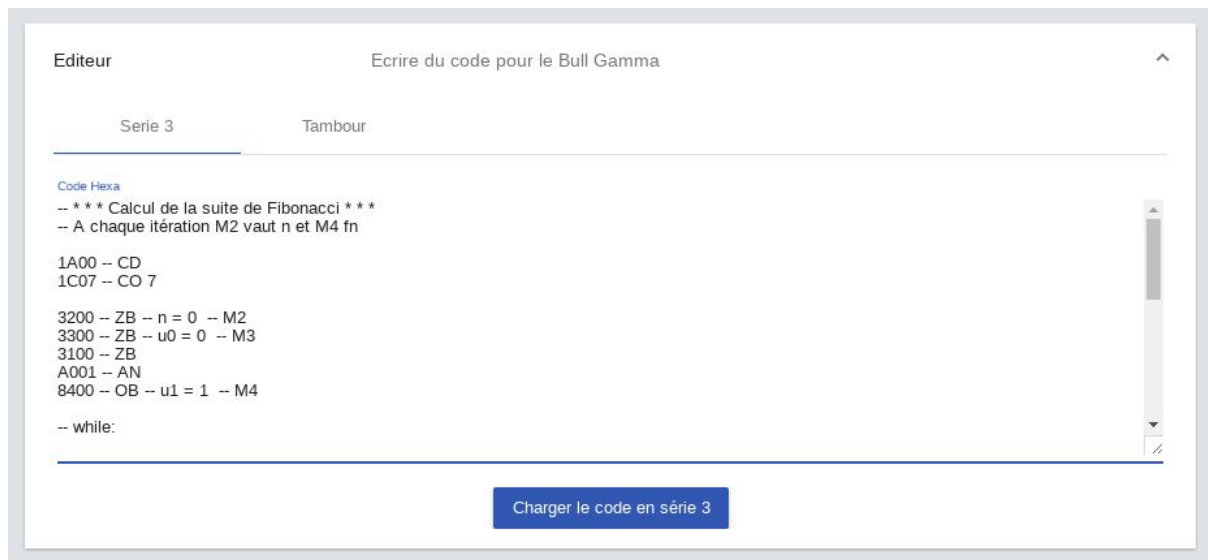 Editeur
Ecrire du code pour le Bull Gamma
Serie 3
Tambour
Code Hexa
-- * * * Calcul de la suite de Fibonacci * * *
-- A chaque itération M2 vaut n et M4 fn
1A00 -- CD
1C07 -- CO 7
3200 -- ZB -- n = 0  -- M2
3300 -- ZB -- u0 = 0  -- M3
3100 -- ZB
A001 -- AN
8400 -- OB -- u1 = 1  -- M4
-- while:
Charger le code en série 3